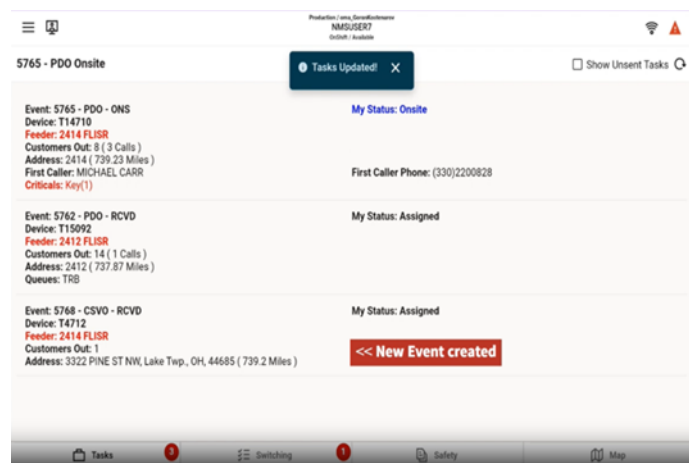 Production / oma_Serenkostenarov
NMSUSER7
OnShift / Available
5765 - PDO Onsite
Tasks Updated! X
Show Unsent Tasks
Event: 5765 - PDO - ONS
My Status: Onsite
Device: T14710
Feeder: 2414 FLISR
Customers Out: 8 ( 3 Calls )
Address: 2414 ( 739.23 Miles )
First Caller: MICHAEL CARR
First Caller Phone: (330)2200828
Criticals: Key(1)
Event: 5762 - PDO - RCVD
My Status: Assigned
Device: T15092
Feeder: 2412 FLISR
Customers Out: 14 ( 1 Calls )
Address: 2412 ( 737.87 Miles )
Queues: TRB
Event: 5768 - CSVO - RCVD
My Status: Assigned
Device: T4712
Feeder: 2414 FLISR
Customers Out: 1
<< New Event created
Address: 3322 PINE ST NW, Lake Twp., OH, 44685 ( 739.2 Miles )
Tasks 3 Switching 1 Safety Map